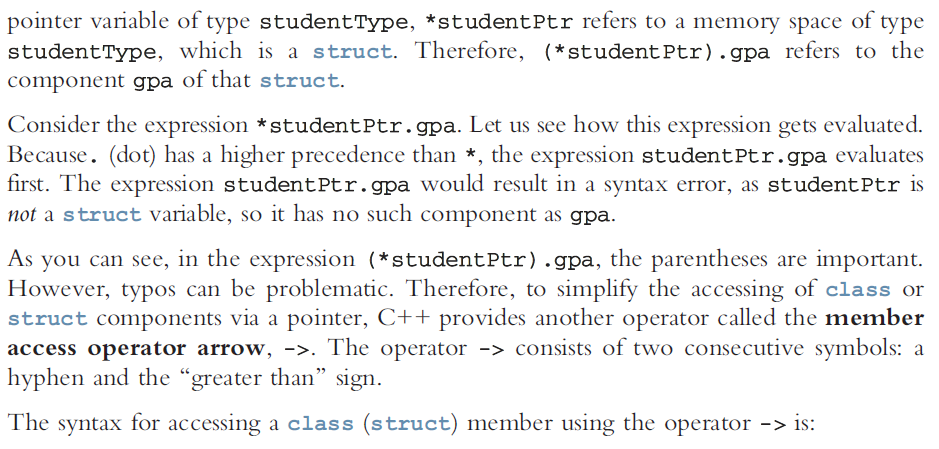 pointer variable of type studentType, *studentPtr refers to a memory space of type
studentType, which is a struct. Therefore, (*studentPtr).gpa refers to the
component gpa of that struct.
Consider the expression *studentPtr.gpa. Let us see how this expression gets evaluated.
Because. (dot) has a higher precedence than *, the expression studentPtr.gpa evaluates
first. The expression studentPtr.gpa would result in a syntax error, as studentPtr is
not a struct variable, so it has no such component as gpa.
As you can see, in the expression (*studentPtr).gpa, the parentheses are important.
However, typos can be problematic. Therefore, to simplify the accessing of class or
struct components via a pointer, C++ provides another operator called the member
access operator arrow, ->. The operator -> consists of two consecutive symbols: a
hyphen and the “greater than” sign.
The syntax for accessing a class (struct) member using the operator -> is: